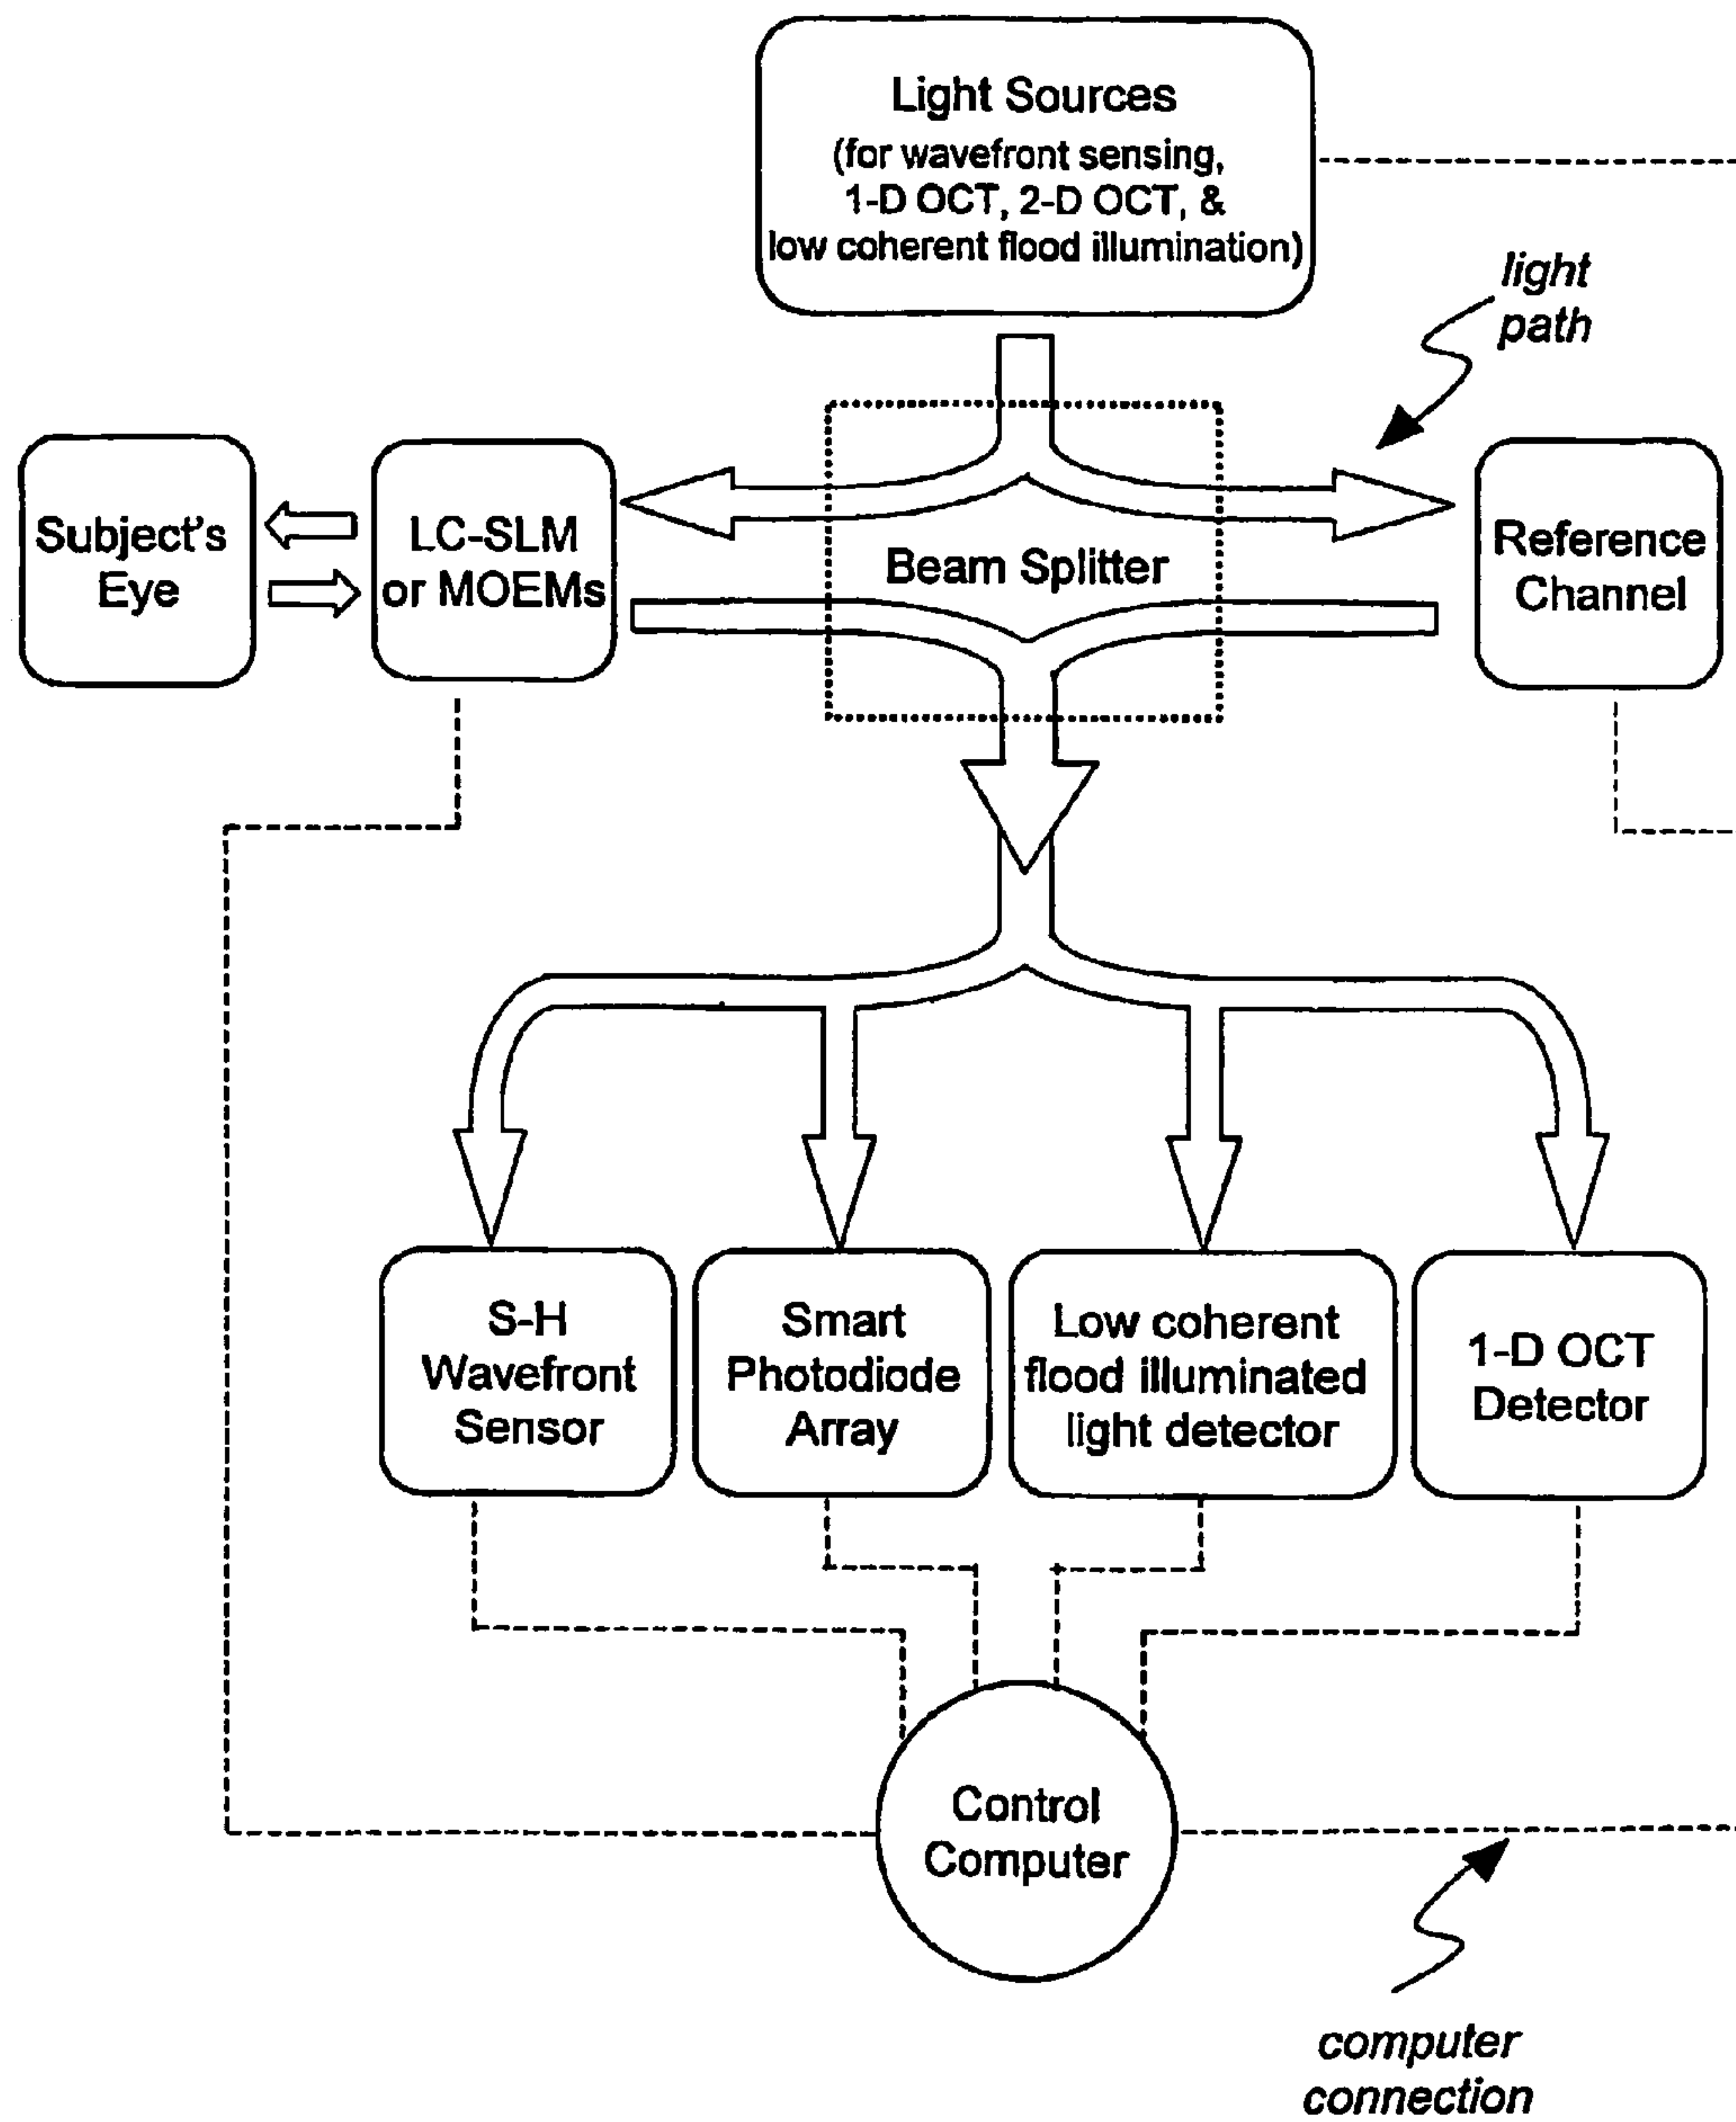 Light Sources
(for wavefront sensing,
1-D OCT, 2-D OCT, &
low coherent flood illumination)
light
path
Subject's
Eye
LC-SLM
or MOEMs
Beam Splitter
Reference
Channel
S-H
Wavefront
Sensor
Smart
Photodiode
Array
Low coherent
flood illuminated
light detector
1-D OCT
Detector
Control
Computer
computer
connection